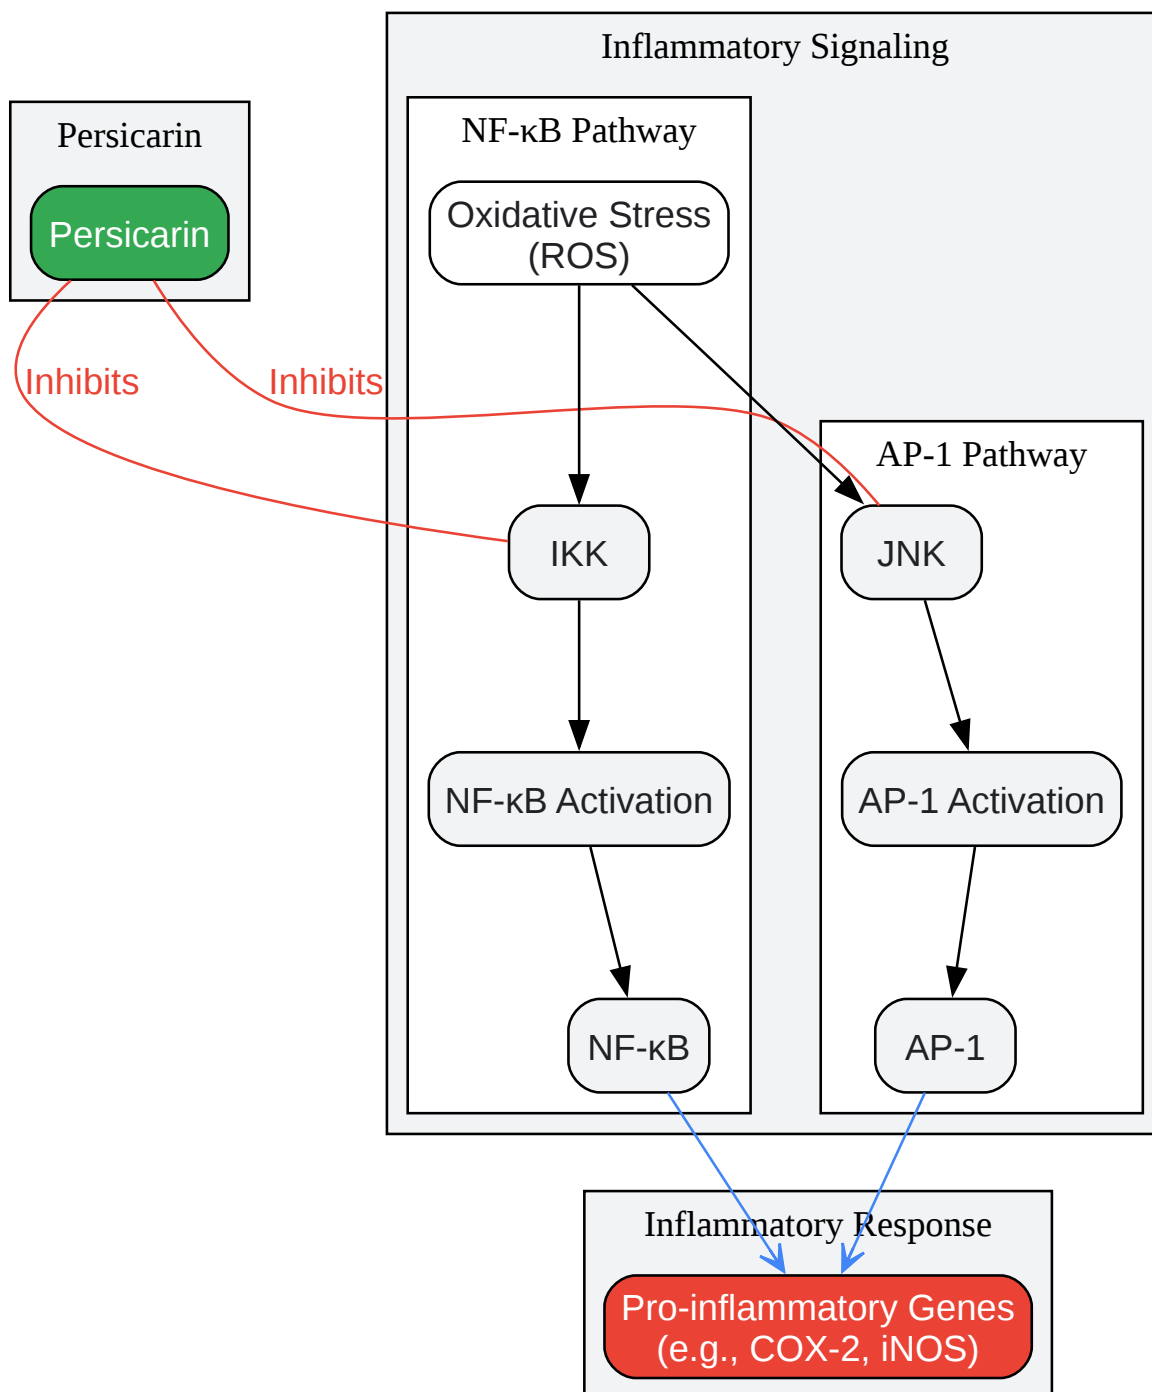 Inflammatory Signaling
Persicarin
NF-κB Pathway
Persicarin
Oxidative Stress
(ROS)
Inhibits
Inhibits
AP-1 Pathway
IKK
JNK
NF-κB Activation
AP-1 Activation
NF-κB
AP-1
Inflammatory Response
Pro-inflammatory Genes
(e.g., COX-2, iNOS)